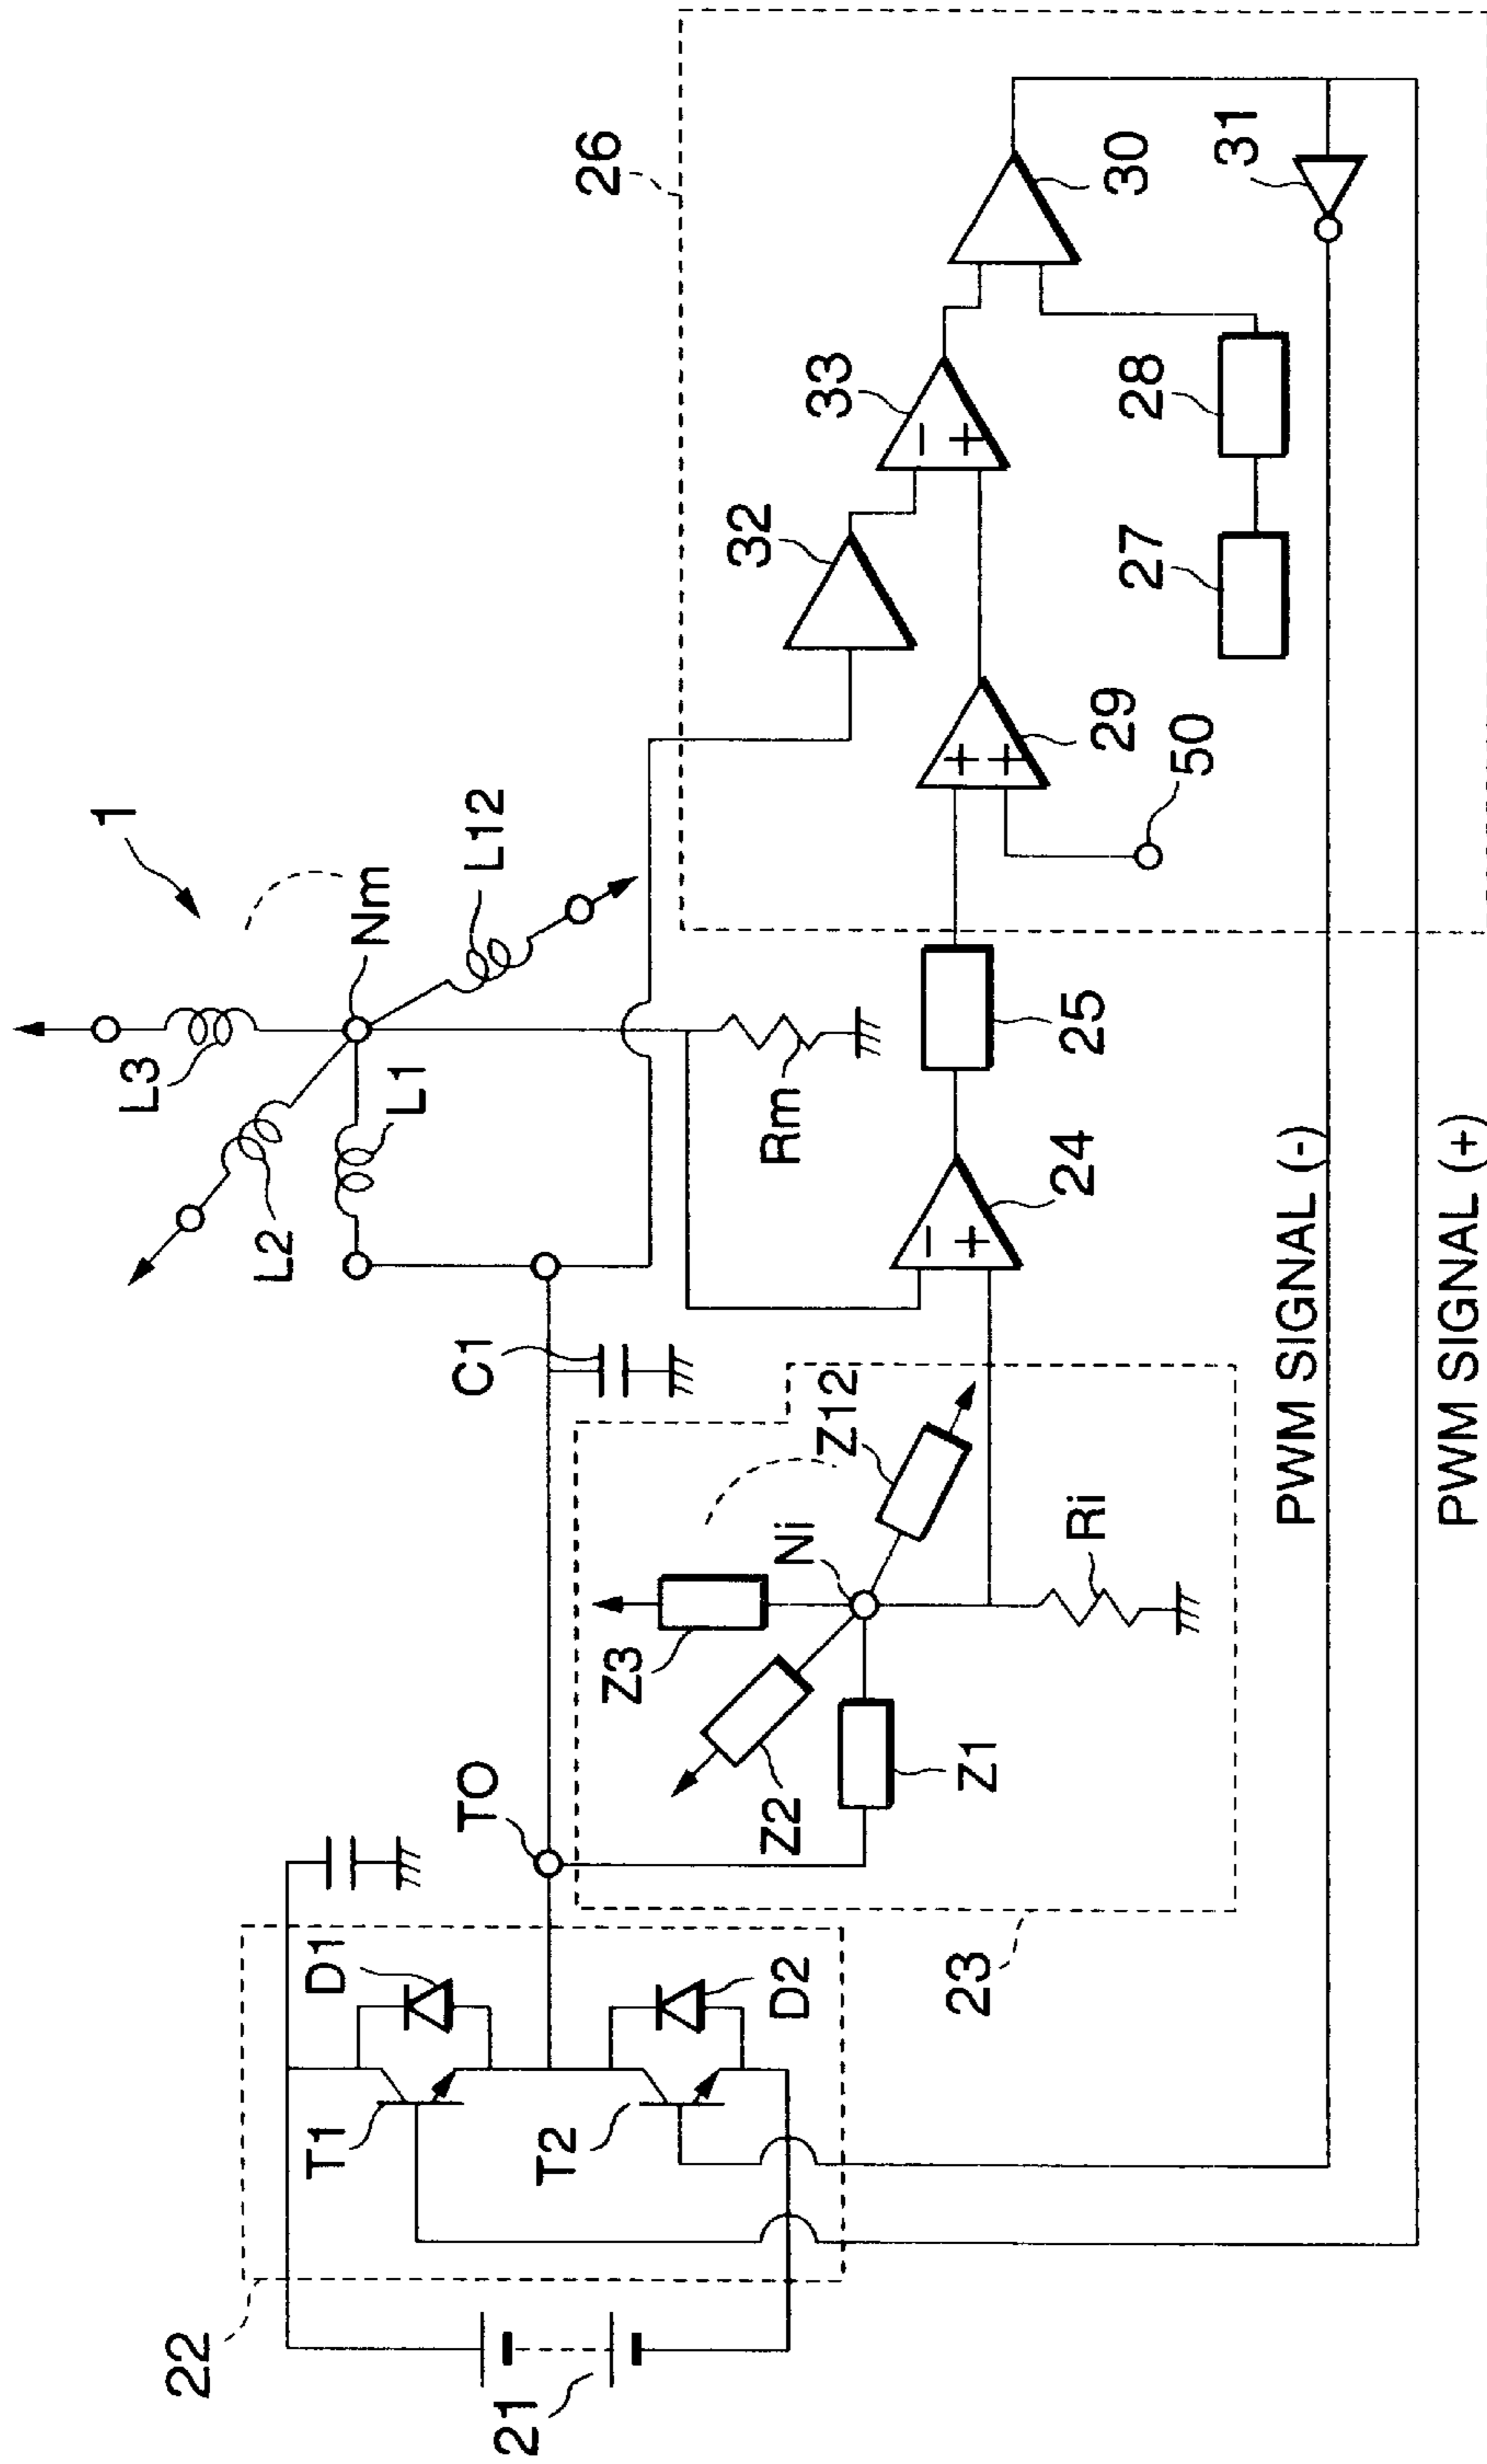 1
L3
Nm
L2
L1
L12
26
22
T1
D1
TO
C1
32
33
30
21
T2
D2
Z3
Ni
Z12
Rm
Z2
Z1
Ri
24
25
29
50
27
28
31
23
PWM SIGNAL (-)
PWM SIGNAL (+)
-
+
+
+
-
+